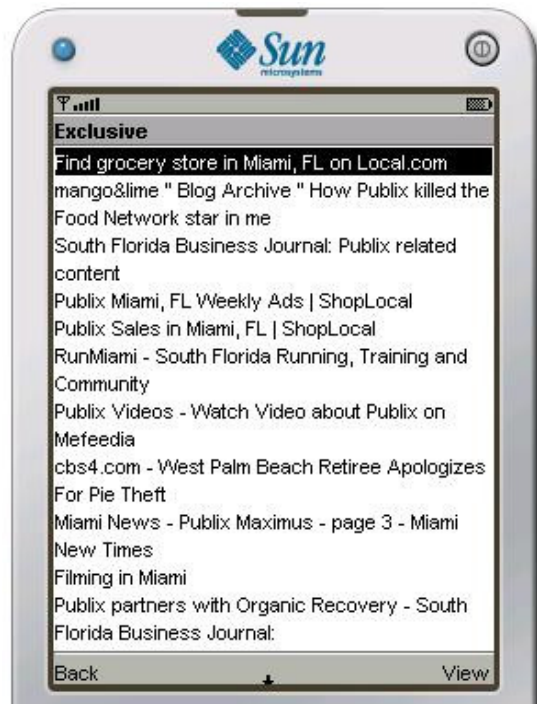 Sun
microsystems
Exclusive
Find grocery store in Miami, FL on Local.com
mango&lime " Blog Archive " How Publix killed the
Food Network star in me
South Florida Business Journal: Publix related
content
Publix Miami, FL Weekly Ads | ShopLocal
Publix Sales in Miami, FL | ShopLocal
RunMiami - South Florida Running, Training and
Community
Publix Videos - Watch Video about Publix on
Mefeedia
cbs4.com - West Palm Beach Retiree Apologizes
For Pie Theft
Miami News - Publix Maximus - page 3 - Miami
New Times
Filming in Miami
Publix partners with Organic Recovery - South
Florida Business Journal:
Back View